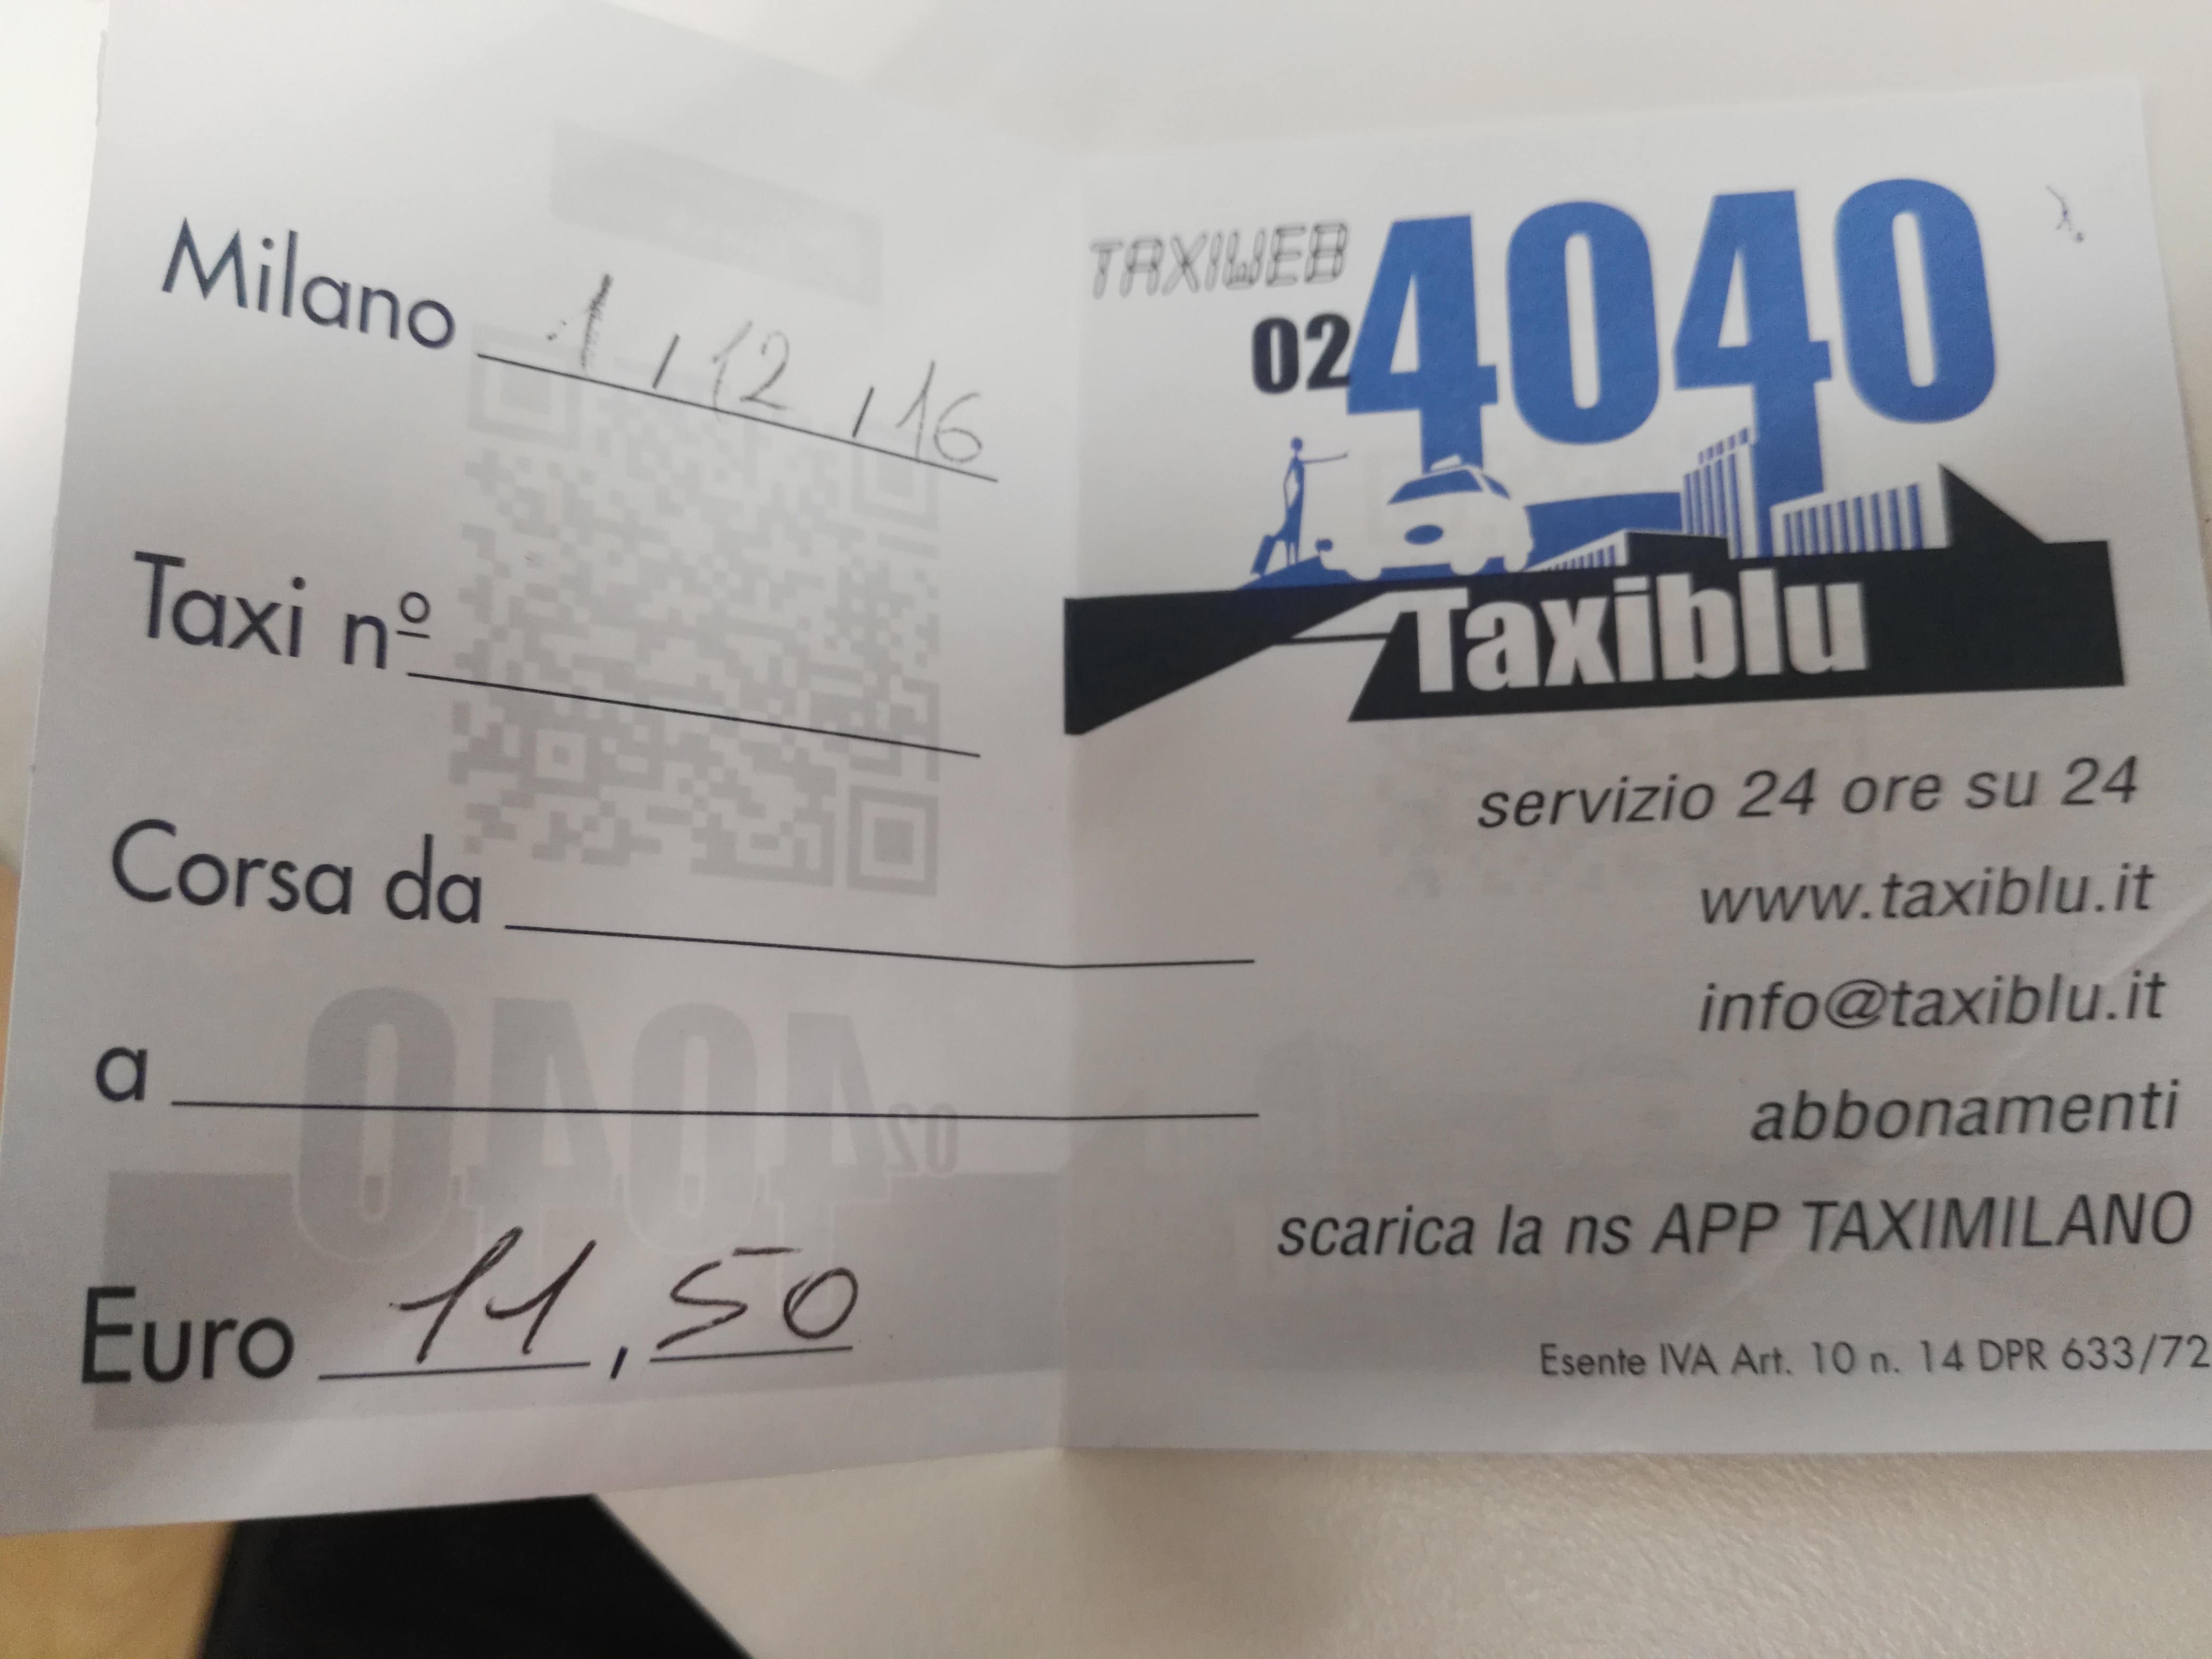 Milano 1,12,16
Taxi nº
Corsa da
a
Euro 11,50
TAXIWEB
02 4040
Taxiblu
servizio 24 ore su 24
www.taxiblu.it
info@taxiblu.it
abbonamenti
scarica la ns APP TAXIMILANO
Esente IVA Art. 10 n. 14 DPR 633/72